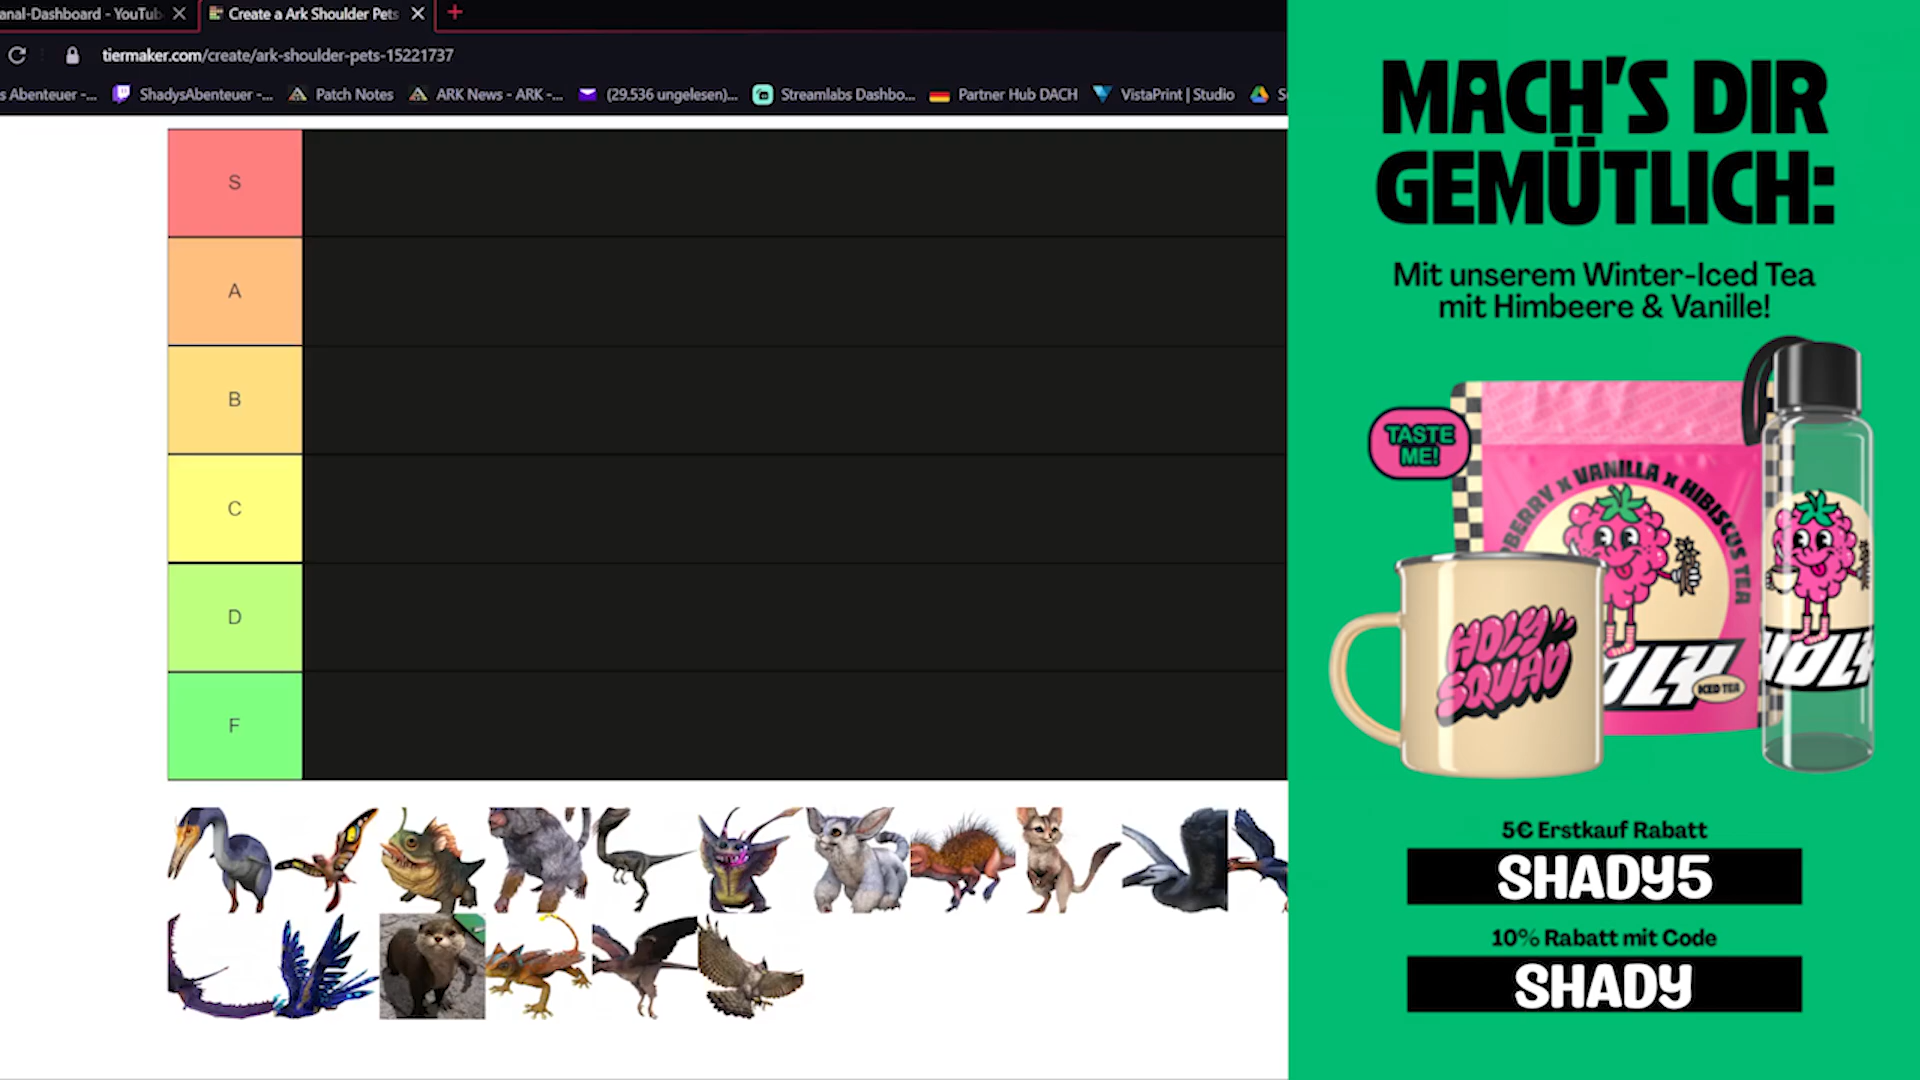 anal-Dashboard - YouTub
Create a Ark Shoulder Pets
tiermaker.com/create/ark-shoulder-pets-15221737
s Abenteuer -...
ShadysAbenteuer -...
Patch Notes
ARK News - ARK -...
(29.536 ungelesen)...
Streamlabs Dashbo...
Partner Hub DACH
VistaPrint | Studio
S
A
B
C
D
F
MACH'S DIR
GEMÜTLICH:
Mit unserem Winter-Iced Tea
mit Himbeere & Vanille!
TASTE
ME!
BERRY x VANILLA x HIBISCUS TEA
HOLY
SQUAD
OLY
ICED TEA
HOLY
5€ Erstkauf Rabatt
SHADY5
10% Rabatt mit Code
SHADY